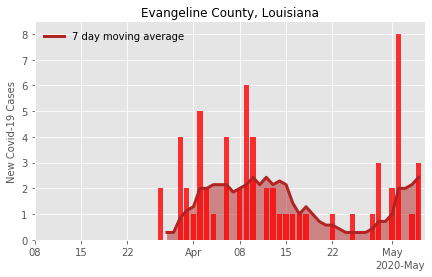 Evangeline County, Louisiana
7 day moving average
New Covid-19 Cases
8
7
6
5
4
3
2
1
0
08 15 22 Apr 08 15 22 May
2020-May